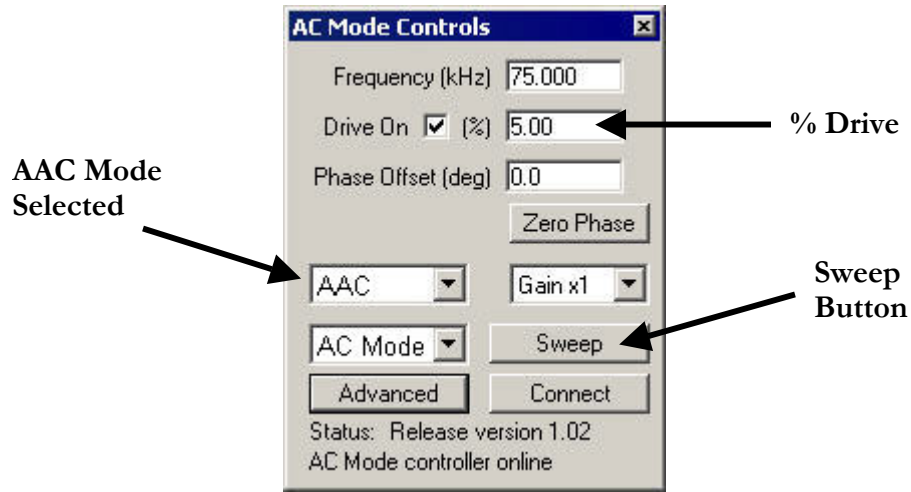 AC Mode Controls
Frequency (kHz) 75.000
Drive On (%) 5.00
% Drive
Phase Offset (deg) 0.0
AAC Mode
Selected
Zero Phase
AAC Gain x1
Sweep
Button
AC Mode Sweep
Advanced Connect
Status: Release version 1.02
AC Mode controller online